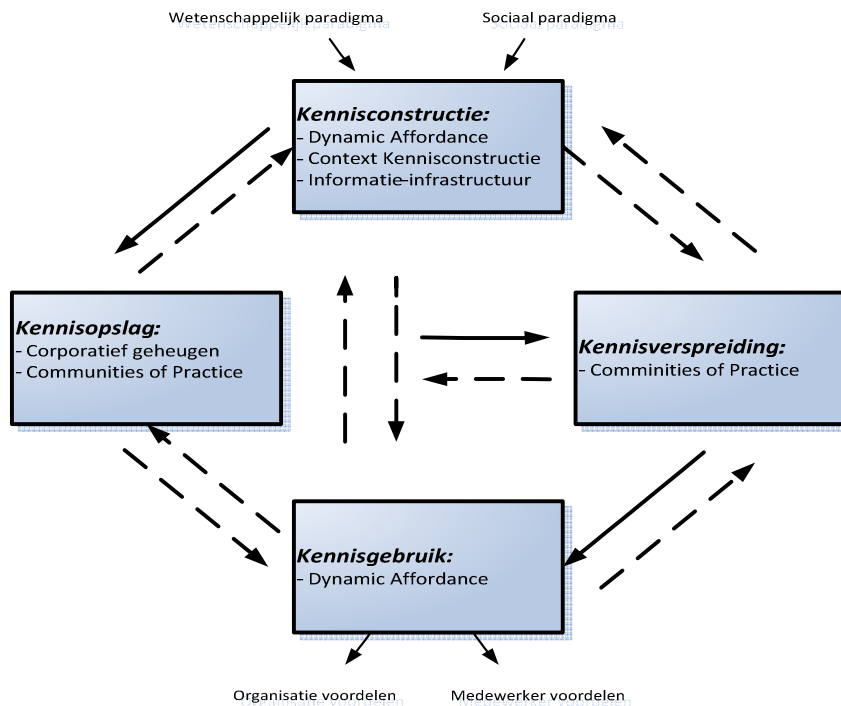 Wetenschappelijk paradigma
Sociaal paradigma
Kennisconstructie:
- Dynamic Affordance
- Context Kennisconstructie
- Informatie-infrastructuur
Kennisopslag:
- Corporatief geheugen
- Communities of Practice
Kennisverspreiding:
- Comminities of Practice
Kennisgebruik:
- Dynamic Affordance
Organisatie voordelen
Medewerker voordelen